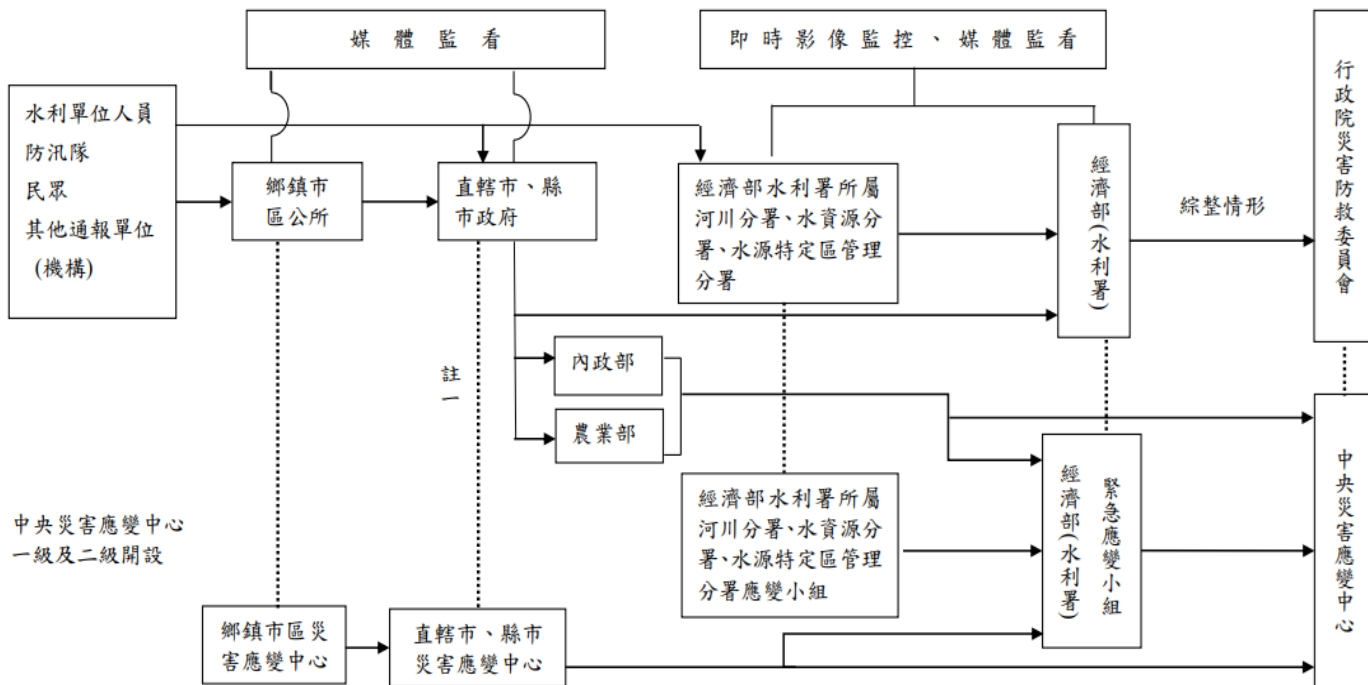 媒體監看
即時影像監控、媒體監看
水利單位人員
防汛隊
民眾
其他通報單位
(機構)
鄉鎮市
區公所
直轄市、縣
市政府
經濟部水利署所屬
河川分署、水資源分
署、水源特定區管理
分署
經濟部(水利署)
綜整情形
行政院災害防救委員會
內政部
農業部
註一
中央災害應變中心
一級及二級開設
經濟部水利署所屬
河川分署、水資源分
署、水源特定區管理
分署應變小組
經濟部(水利署)
緊急應變小組
中央災害應變中心
鄉鎮市區災
害應變中心
直轄市、縣市
災害應變中心